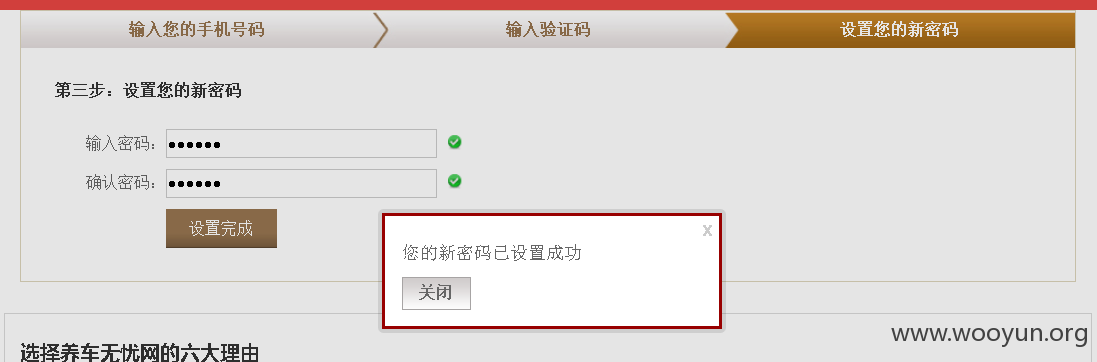 输入您的手机号码 输入验证码 设置您的新密码
第三步：设置您的新密码
输入密码： ••••••
确认密码： ••••••
设置完成
x
您的新密码已设置成功
关闭
www.wooyun.org
选择养车无忧网的六大理由